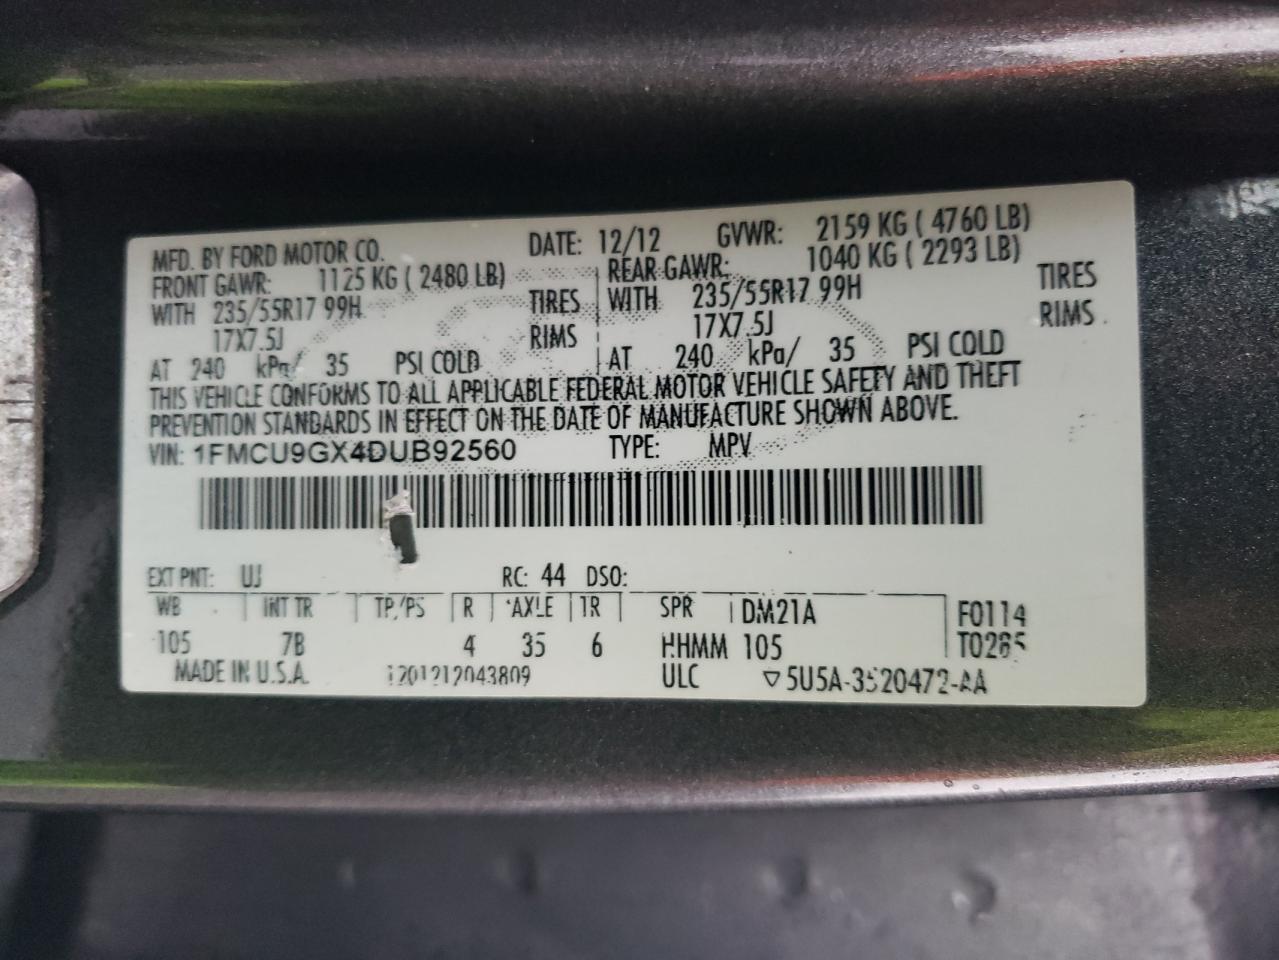 MFD. BY FORD MOTOR CO. DATE: 12/12 GVWR: 2159 KG ( 4760 LB)
FRONT GAWR: 1125 KG ( 2480 LB) REAR GAWR: 1040 KG ( 2293 LB)
WITH 235/55R17 99H TIRES WITH 235/55R17 99H TIRES
17X7.5J RIMS 17X7.5J RIMS
AT 240 kPa/ 35 PSI COLD AT 240 kPa/ 35 PSI COLD
THIS VEHICLE CONFORMS TO ALL APPLICABLE FEDERAL MOTOR VEHICLE SAFETY AND THEFT
PREVENTION STANDARDS IN EFFECT ON THE DATE OF MANUFACTURE SHOWN ABOVE.
VIN: 1FMCU9GX4DUB92560 TYPE: MPV
EXT PNT: UJ RC: 44 DSO:
WB INT TR TP/PS R AXLE TR SPR DM21A F0114
105 7B 4 35 6 HHMM 105 T0285
MADE IN U.S.A. 1201212043809 ULC 5U5A-3520472-AA